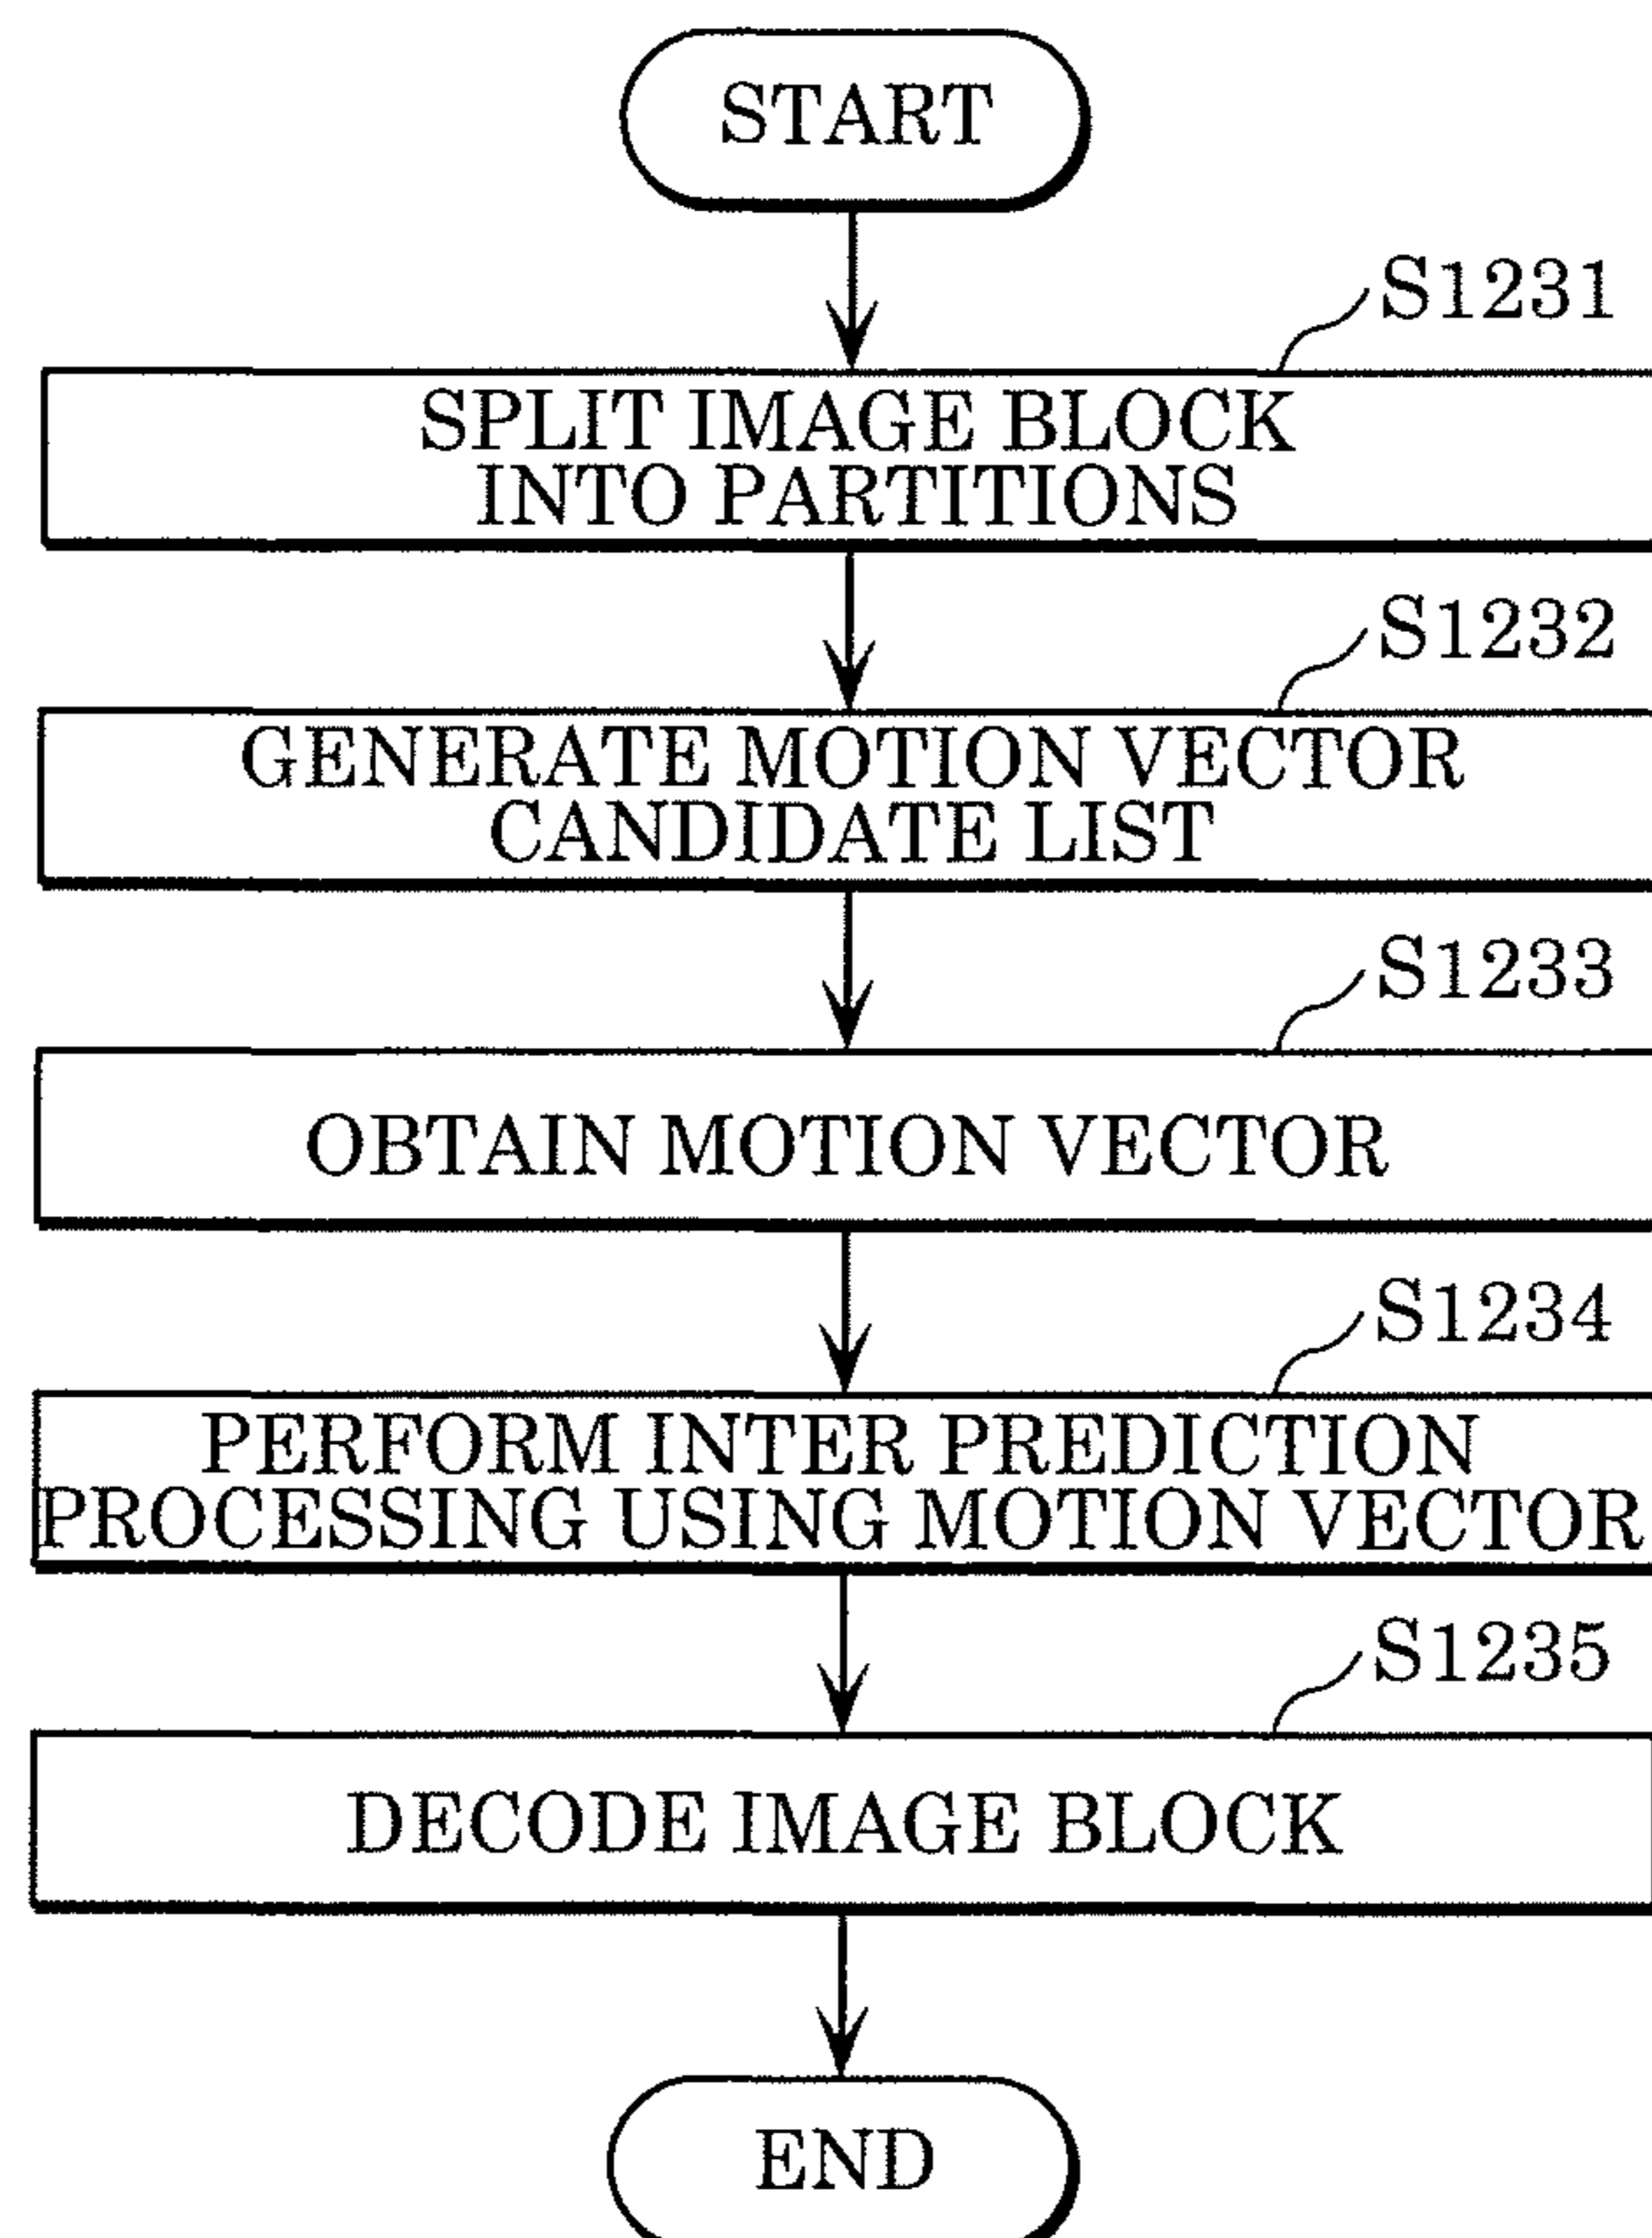 START
S1231
SPLIT IMAGE BLOCK
INTO PARTITIONS
S1232
GENERATE MOTION VECTOR
CANDIDATE LIST
S1233
OBTAIN MOTION VECTOR
S1234
PERFORM INTER PREDICTION
PROCESSING USING MOTION VECTOR
S1235
DECODE IMAGE BLOCK
END